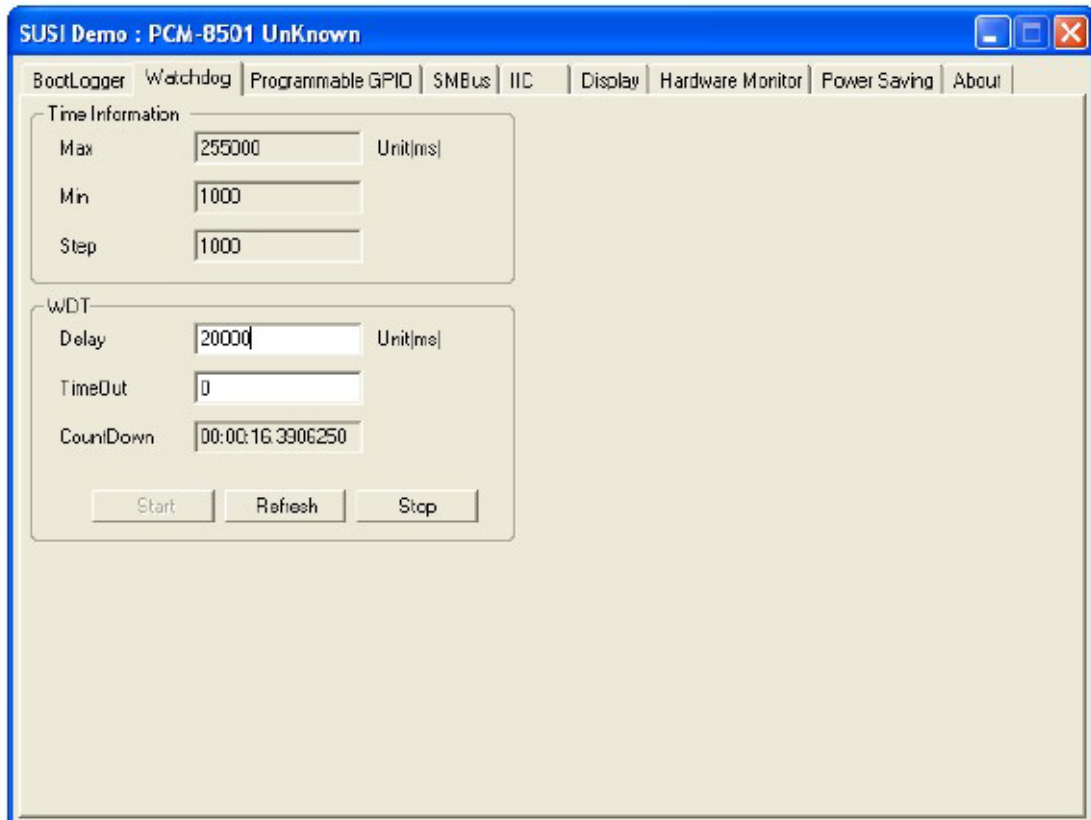 SUSI Demo : PCM-8501 UnKnown
BootLogger Watchdog Programmable GPIO SMBus IIC Display Hardware Monitor Power Saving About
Time Information
Max 255000 Unit(ms)
Min 1000
Step 1000
WDT
Delay 20000 Unit(ms)
TimeOut 0
CountDown 00:00:16.3906250
Start Refresh Stop